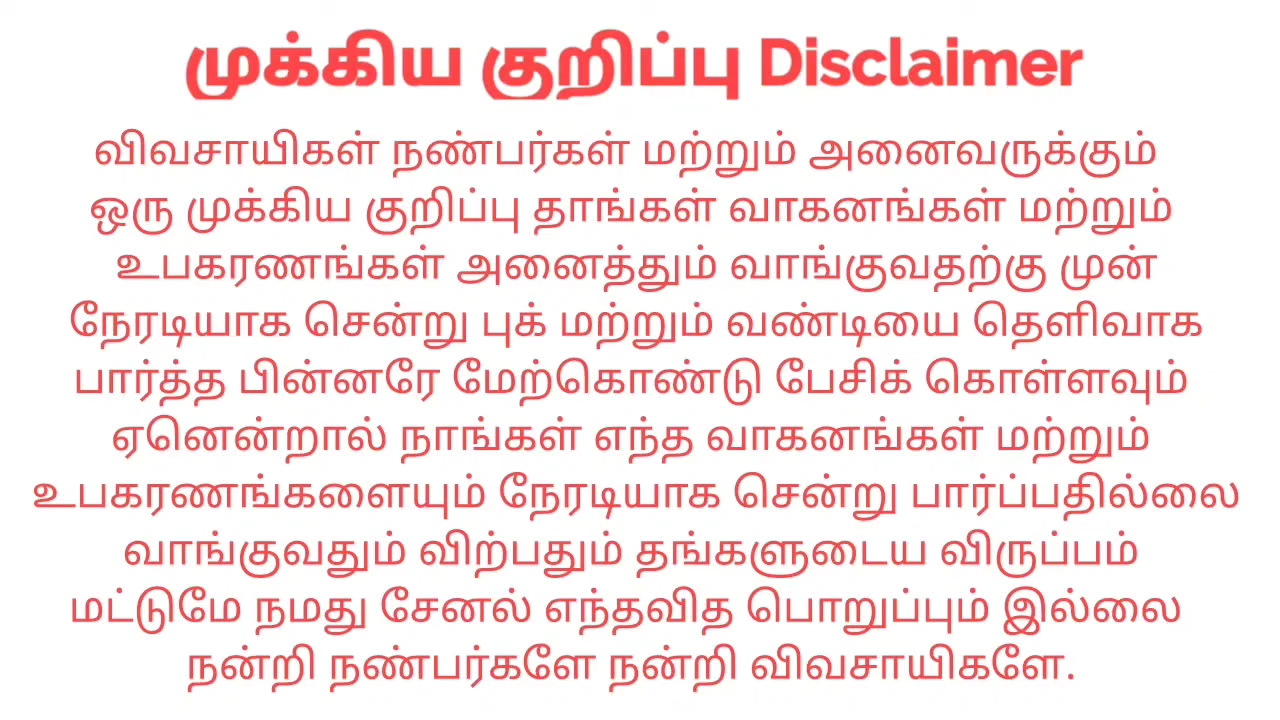 முக்கிய குறிப்பு Disclaimer
விவசாயிகள் நண்பர்கள் மற்றும் அனைவருக்கும்
ஒரு முக்கிய குறிப்பு தாங்கள் வாகனங்கள் மற்றும்
உபகரணங்கள் அனைத்தும் வாங்குவதற்கு முன்
நேரடியாக சென்று புக் மற்றும் வண்டியை தெளிவாக
பார்த்த பின்னரே மேற்கொண்டு பேசிக் கொள்ளவும்
ஏனென்றால் நாங்கள் எந்த வாகனங்கள் மற்றும்
உபகரணங்களையும் நேரடியாக சென்று பார்ப்பதில்லை
வாங்குவதும் விற்பதும் தங்களுடைய விருப்பம்
மட்டுமே நமது சேனல் எந்தவித பொறுப்பும் இல்லை
நன்றி நண்பர்களே நன்றி விவசாயிகளே.